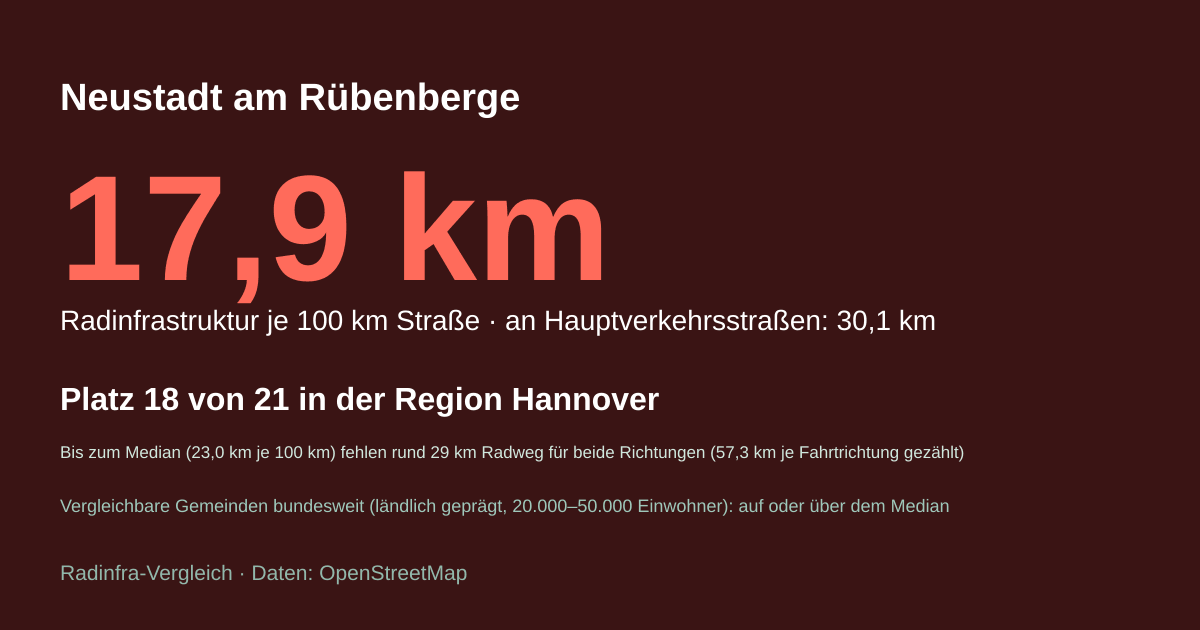 Neustadt am Rübenberge
17,9 km
Radinfrastruktur je 100 km Straße · an Hauptverkehrsstraßen: 30,1 km
Platz 18 von 21 in der Region Hannover
Bis zum Median (23,0 km je 100 km) fehlen rund 29 km Radweg für beide Richtungen (57,3 km je Fahrtrichtung gezählt)
Vergleichbare Gemeinden bundesweit (ländlich geprägt, 20.000–50.000 Einwohner): auf oder über dem Median
Radinfra-Vergleich · Daten: OpenStreetMap